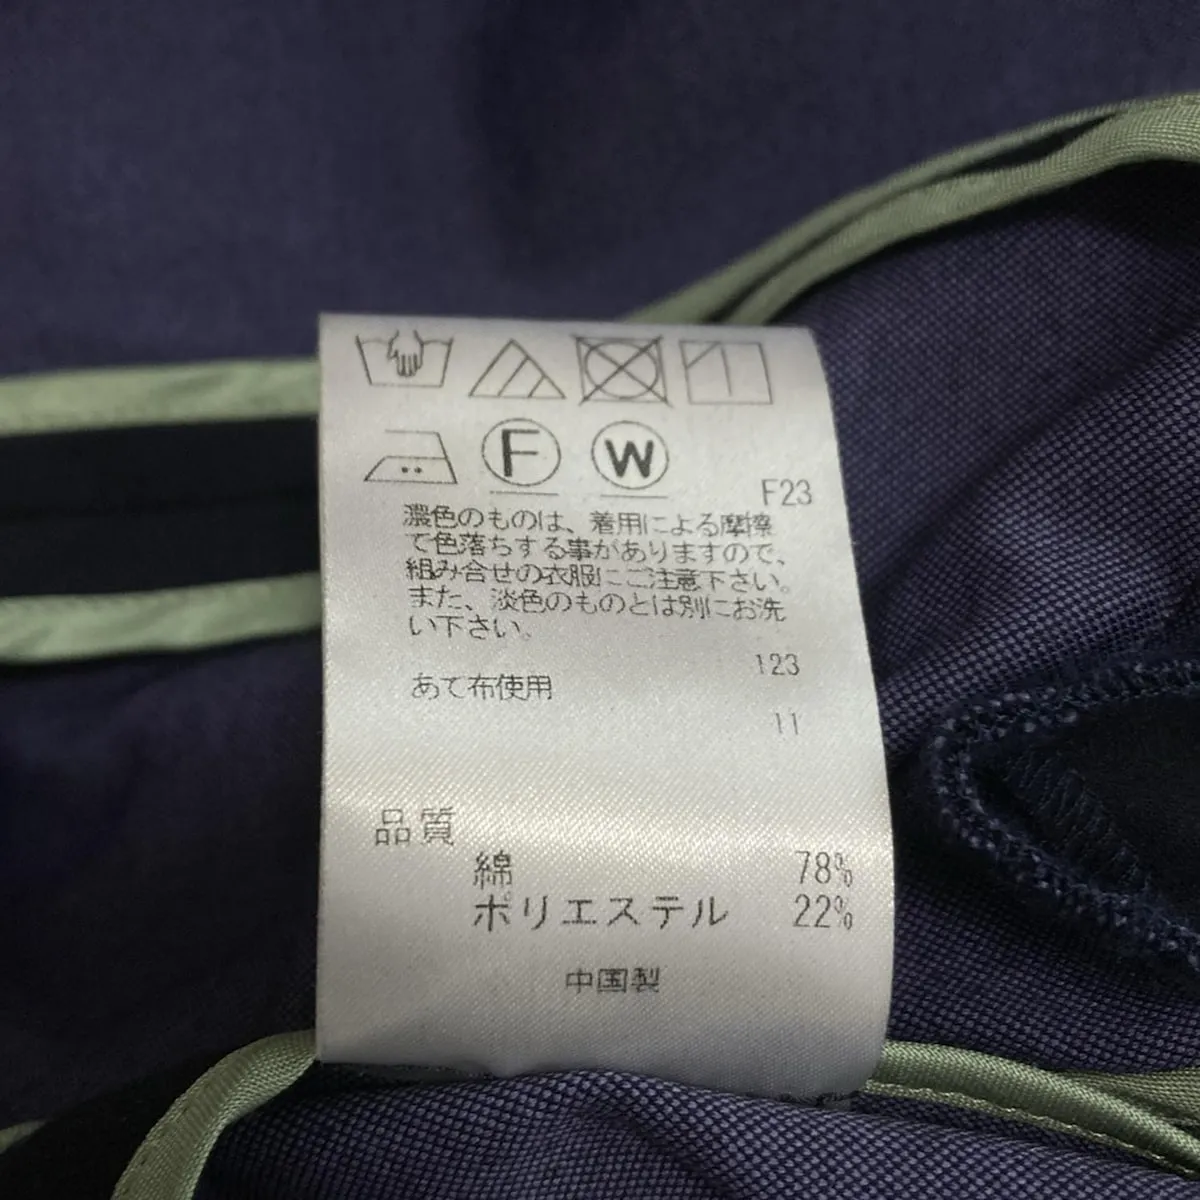 F W
F23
濃色のものは、着用による摩擦
で色落ちする事がありますので、
組み合せの衣服にご注意下さい。
また、淡色のものとは別にお洗
い下さい。
123
あて布使用
11
品質
綿 78%
ポリエステル 22%
中国製